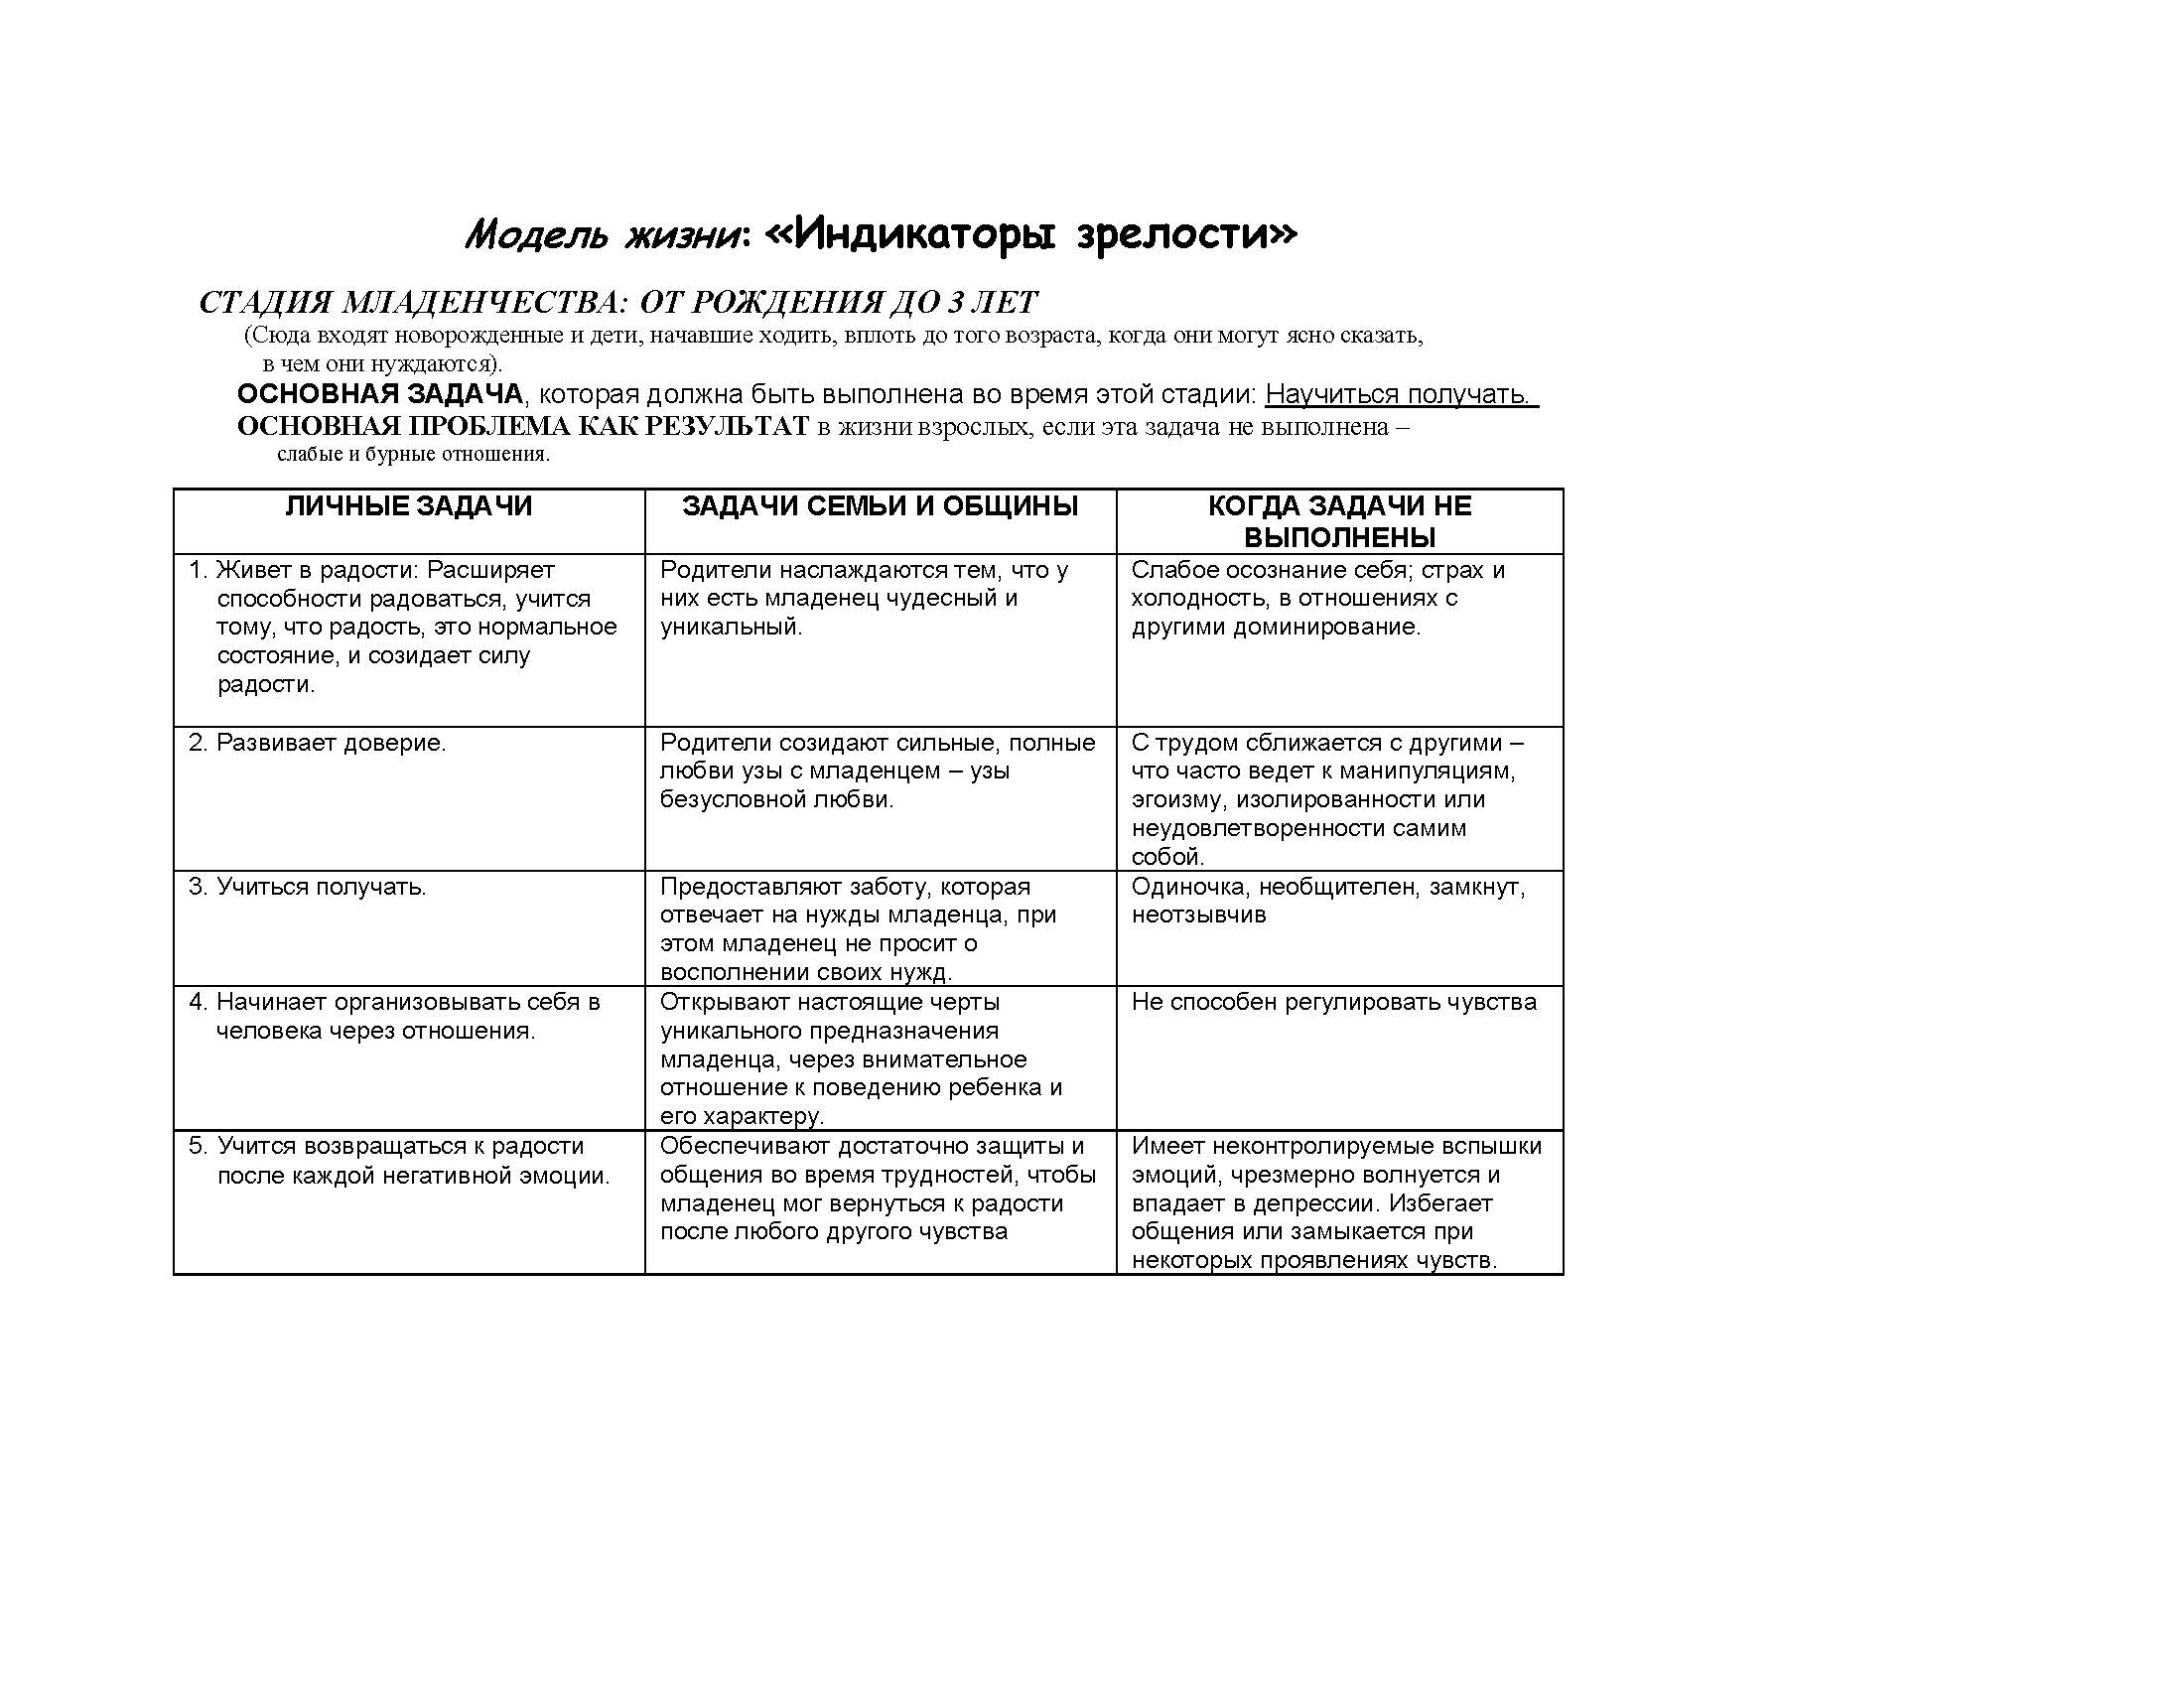 Модель жизни: «Индикаторы зрелости»
СТАДИЯ МЛАДЕНЧЕСТВА: ОТ РОЖДЕНИЯ ДО 3 ЛЕТ
(Сюда входят новорожденные и дети, начавшие ходить, вплоть до того возраста, когда они могут ясно сказать,
в чем они нуждаются).
ОСНОВНАЯ ЗАДАЧА, которая должна быть выполнена во время этой стадии: Научиться получать.
ОСНОВНАЯ ПРОБЛЕМА КАК РЕЗУЛЬТАТ в жизни взрослых, если эта задача не выполнена –
слабые и бурные отношения.
ЛИЧНЫЕ ЗАДАЧИ
ЗАДАЧИ СЕМЬИ И ОБЩИНЫ
КОГДА ЗАДАЧИ НЕ
ВЫПОЛНЕНЫ
1. Живет в радости: Расширяет
способности радоваться, учится
тому, что радость, это нормальное
состояние, и созидает силу
радости.
Родители наслаждаются тем, что у
них есть младенец чудесный и
уникальный.
Слабое осознание себя; страх и
холодность, в отношениях с
другими доминирование.
2. Развивает доверие.
Родители созидают сильные, полные
любви узы с младенцем – узы
безусловной любви.
С трудом сближается с другими –
что часто ведет к манипуляциям,
эгоизму, изолированности или
неудовлетворенности самим
собой.
3. Учиться получать.
Предоставляют заботу, которая
отвечает на нужды младенца, при
этом младенец не просит о
восполнении своих нужд.
Одиночка, необщителен, замкнут,
неотзывчив
4. Начинает организовывать себя в
человека через отношения.
Открывают настоящие черты
уникального предназначения
младенца, через внимательное
отношение к поведению ребенка и
его характеру.
Не способен регулировать чувства
5. Учится возвращаться к радости
после каждой негативной эмоции.
Обеспечивают достаточно защиты и
общения во время трудностей, чтобы
младенец мог вернуться к радости
после любого другого чувства
Имеет неконтролируемые вспышки
эмоций, чрезмерно волнуется и
впадает в депрессии. Избегает
общения или замыкается при
некоторых проявлениях чувств.